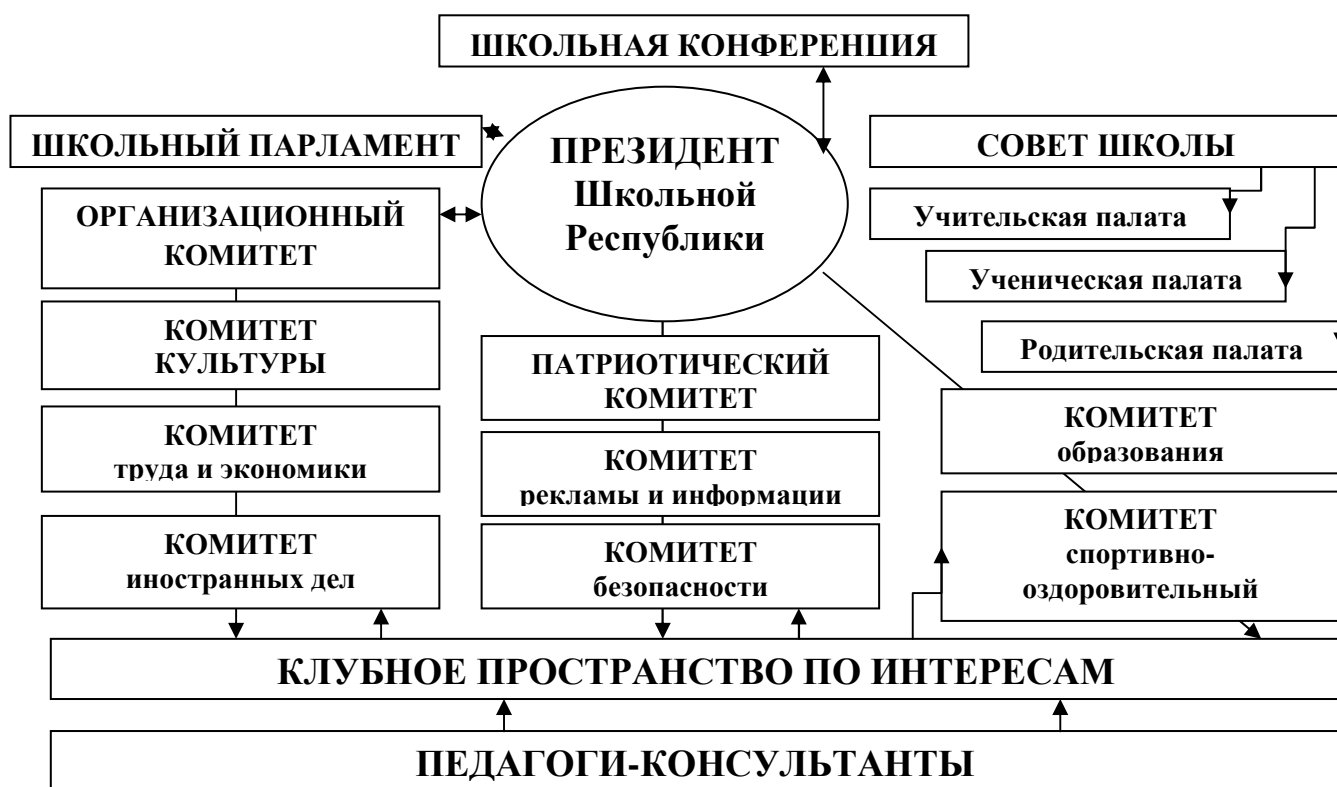 ШКОЛЬНАЯ КОНФЕРЕНЦИЯ
ШКОЛЬНЫЙ ПАРЛАМЕНТ
ПРЕЗИДЕНТ
Школьной
Республики
СОВЕТ ШКОЛЫ
Учительская палата
Ученическая палата
Родительская палата
ОРГАНИЗАЦИОННЫЙ
КОМИТЕТ
КОМИТЕТ
КУЛЬТУРЫ
КОМИТЕТ
труда и экономики
КОМИТЕТ
иностранных дел
ПАТРИОТИЧЕСКИЙ
КОМИТЕТ
КОМИТЕТ
рекламы и информации
КОМИТЕТ
безопасности
КОМИТЕТ
образования
КОМИТЕТ
спортивно-
оздоровительный
КЛУБНОЕ ПРОСТРАНСТВО ПО ИНТЕРЕСАМ
ПЕДАГОГИ-КОНСУЛЬТАНТЫ